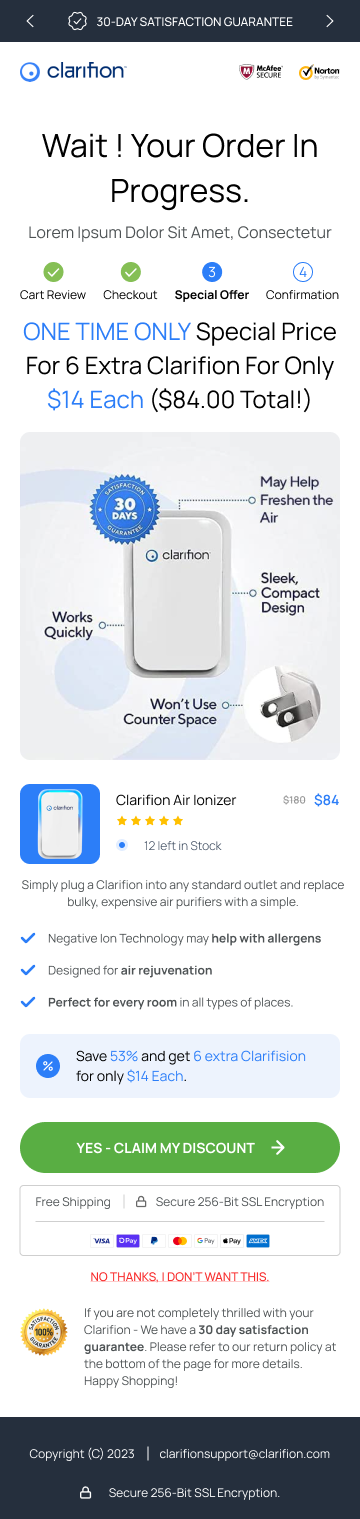 30-DAY SATISFACTION GUARANTEE
clarifion
McAfee SECURE
Norton
by Symantec
Wait ! Your Order In
Progress.
Lorem Ipsum Dolor Sit Amet, Consectetur
3 4
Cart Review Checkout Special Offer Confirmation
ONE TIME ONLY Special Price
For 6 Extra Clarifion For Only
$14 Each ($84.00 Total!)
SATISFACTION
30
DAYS
GUARANTEE
May Help
Freshen the
Air
clarifion
Sleek,
Compact
Design
Works
Quickly
Won't Use
Counter Space
clarifion
Clarifion Air Ionizer $180 $84
12 left in Stock
Simply plug a Clarifion into any standard outlet and replace
bulky, expensive air purifiers with a simple.
Negative Ion Technology may help with allergens
Designed for air rejuvenation
Perfect for every room in all types of places.
%
Save 53% and get 6 extra Clarifision
for only $14 Each.
YES - CLAIM MY DISCOUNT
Free Shipping Secure 256-Bit SSL Encryption
VISA Pay G Pay Pay
NO THANKS, I DON'T WANT THIS.
SATISFACTION
100%
GUARANTEE
If you are not completely thrilled with your
Clarifion - We have a 30 day satisfaction
guarantee. Please refer to our return policy at
the bottom of the page for more details.
Happy Shopping!
Copyright (C) 2023 | clarifionsupport@clarifion.com
Secure 256-Bit SSL Encryption.